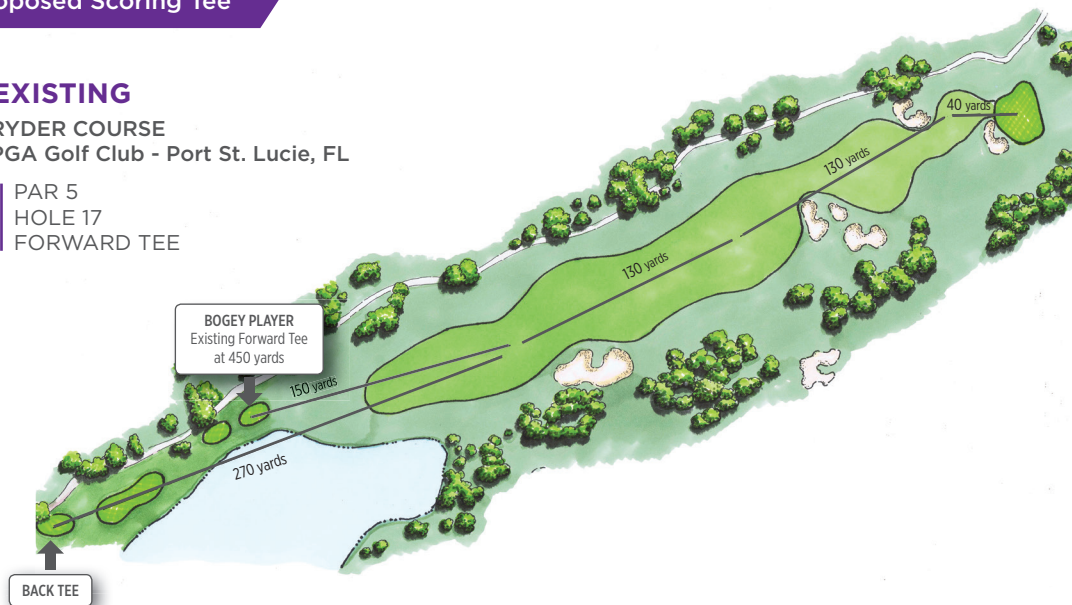 oposed Scoring Tee
EXISTING
RYDER COURSE
PGA Golf Club - Port St. Lucie, FL
PAR 5
HOLE 17
FORWARD TEE
40 yards
130 yards
130 yards
BOGEY PLAYER
Existing Forward Tee
at 450 yards
150 yards
270 yards
BACK TEE